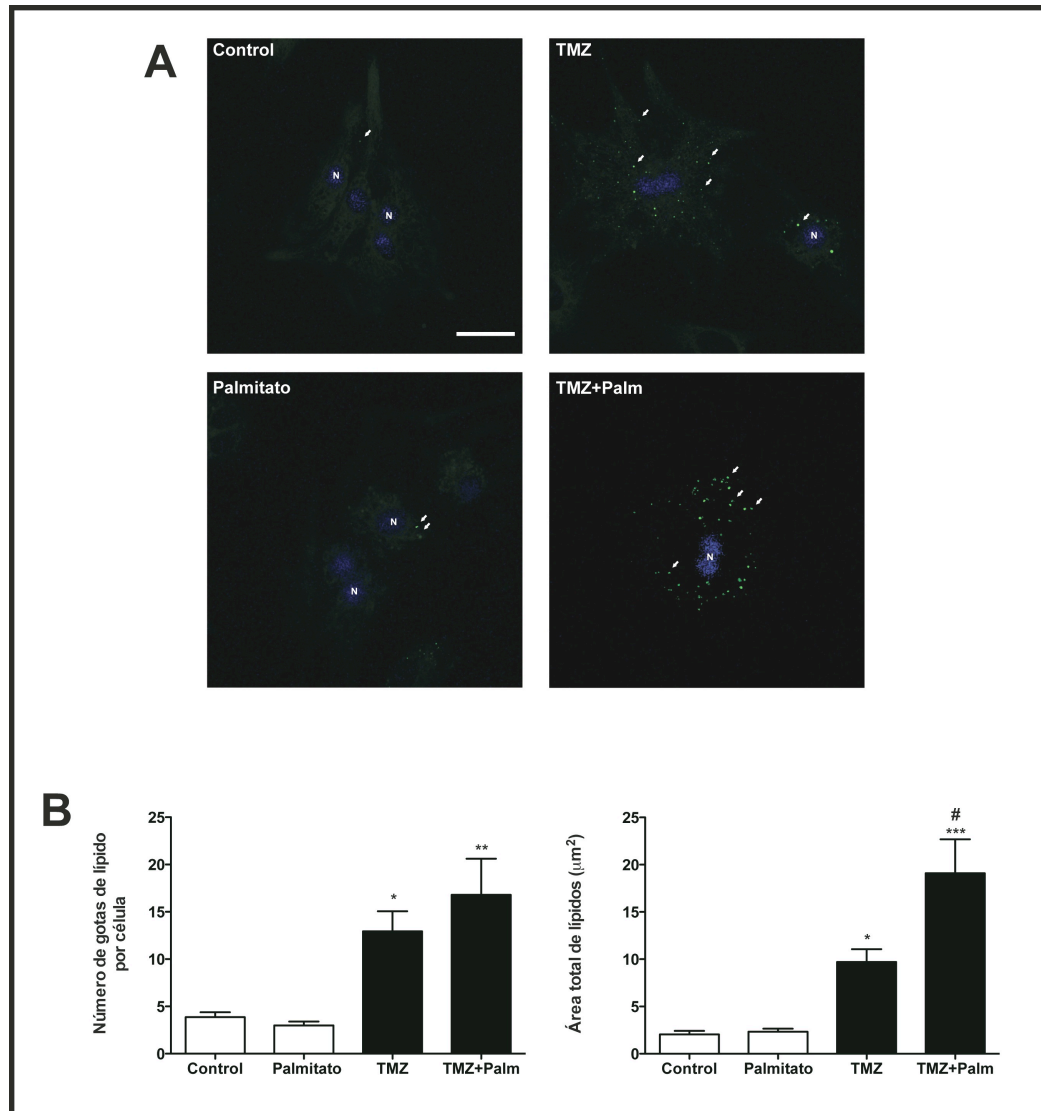 A
Control
N
N
TMZ
N
Palmitato
N
N
TMZ+Palm
N
B
Número de gotas de lípido
por célula
25
20
15
10
5
0
*
**
Control Palmitato TMZ TMZ+Palm
Área total de lípidos (µm²)
25
20
15
10
5
0
*
#
***
Control Palmitato TMZ TMZ+Palm